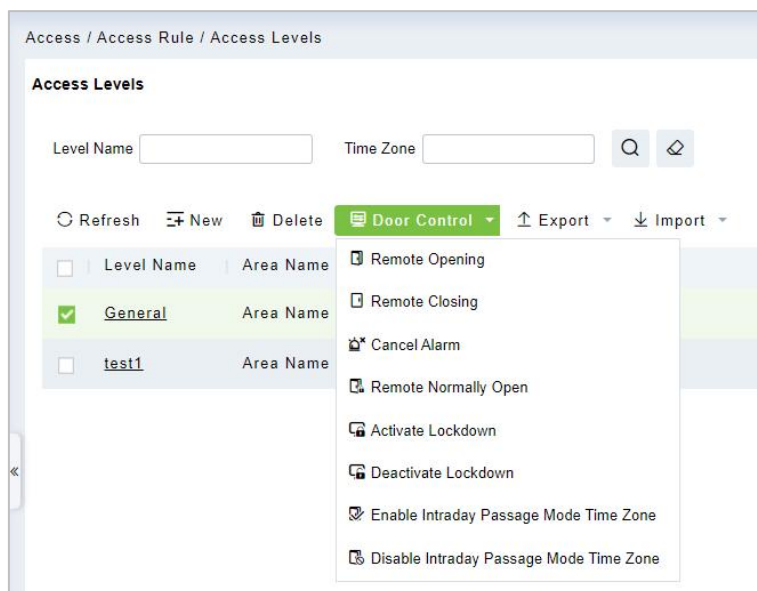 Access / Access Rule / Access Levels
Access Levels
Level Name Time Zone
Refresh New Delete Door Control Export Import
Level Name Area Name
General Area Name
test1 Area Name
Remote Opening
Remote Closing
Cancel Alarm
Remote Normally Open
Activate Lockdown
Deactivate Lockdown
Enable Intraday Passage Mode Time Zone
Disable Intraday Passage Mode Time Zone